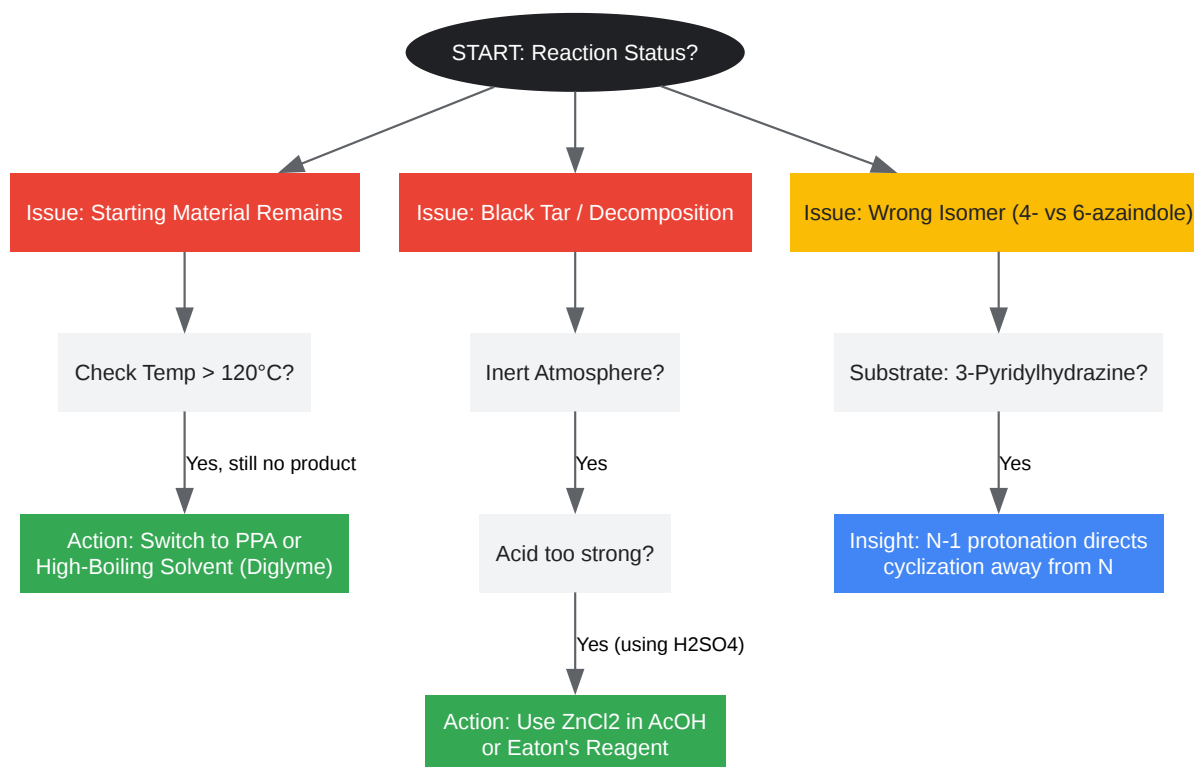 START: Reaction Status?
Issue: Starting Material Remains
Issue: Black Tar / Decomposition
Issue: Wrong Isomer (4- vs 6-azaindole)
Check Temp > 120°C?
Inert Atmosphere?
Substrate: 3-Pyridylhydrazine?
Yes, still no product
Yes
Yes
Action: Switch to PPA or
High-Boiling Solvent (Diglyme)
Acid too strong?
Insight: N-1 protonation directs
cyclization away from N
Yes (using H2SO4)
Action: Use ZnCl2 in AcOH
or Eaton's Reagent